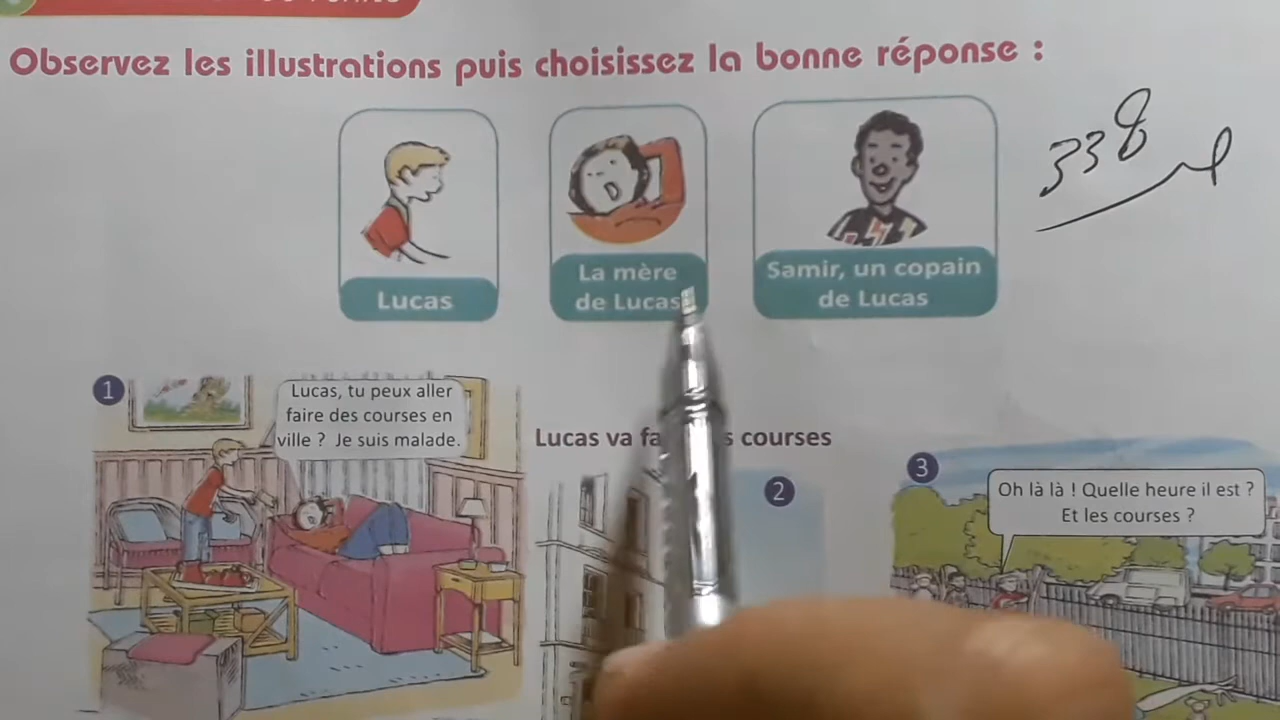 Observez les illustrations puis choisissez la bonne réponse :
338
Lucas
La mère
de Lucas
Samir, un copain
de Lucas
1
Lucas, tu peux aller
faire des courses en
ville ? Je suis malade.
Lucas va fa s courses
2
3
Oh là là ! Quelle heure il est ?
Et les courses ?